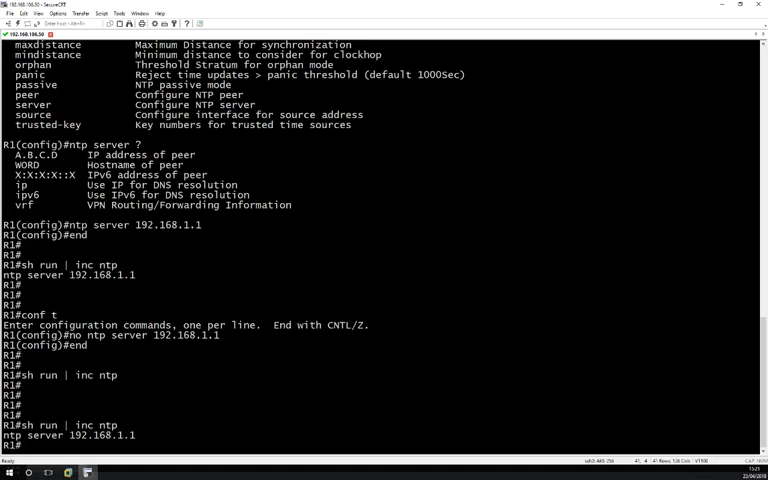 192.168.106.50 - SecureCRT
File Edit View Options Transfer Script Tools Window Help
Enter host <Alt+R>
192.168.106.50
maxdistance Maximum Distance for synchronization
mindistance Minimum distance to consider for clockhop
orphan Threshold Stratum for orphan mode
panic Reject time updates > panic threshold (default 1000Sec)
passive NTP passive mode
peer Configure NTP peer
server Configure NTP server
source Configure interface for source address
trusted-key Key numbers for trusted time sources
R1(config)#ntp server ?
A.B.C.D IP address of peer
WORD Hostname of peer
X:X:X:X::X IPv6 address of peer
ip Use IP for DNS resolution
ipv6 Use IPv6 for DNS resolution
vrf VPN Routing/Forwarding Information
R1(config)#ntp server 192.168.1.1
R1(config)#end
R1#
R1#
R1#sh run | inc ntp
ntp server 192.168.1.1
R1#
R1#
R1#
R1#conf t
Enter configuration commands, one per line. End with CNTL/Z.
R1(config)#no ntp server 192.168.1.1
R1(config)#end
R1#
R1#
R1#sh run | inc ntp
R1#
R1#
R1#
R1#
R1#sh run | inc ntp
ntp server 192.168.1.1
R1#
Ready ssh2: AES-256 41, 4 41 Rows, 126 Cols VT100 CAP NUM
15:21
23/04/2018